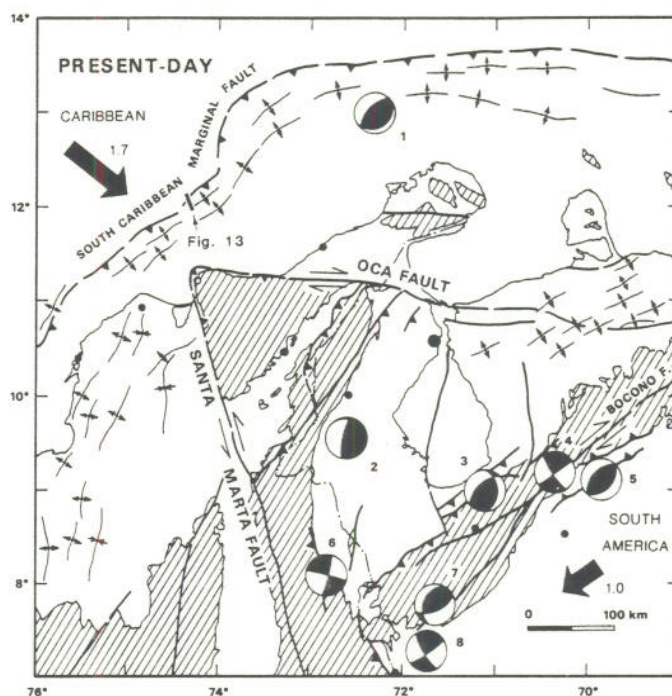 14°
PRESENT-DAY
CARIBBEAN
1.7
SOUTH CARIBBEAN MARGINAL FAULT
1
12°
Fig. 13
OCA FAULT
SANTA
MARTA FAULT
10°
BOCONO F.
2
3
4
5
SOUTH
AMERICA
6
8°
7
1.0
0 100 km
8
76° 74° 72° 70°